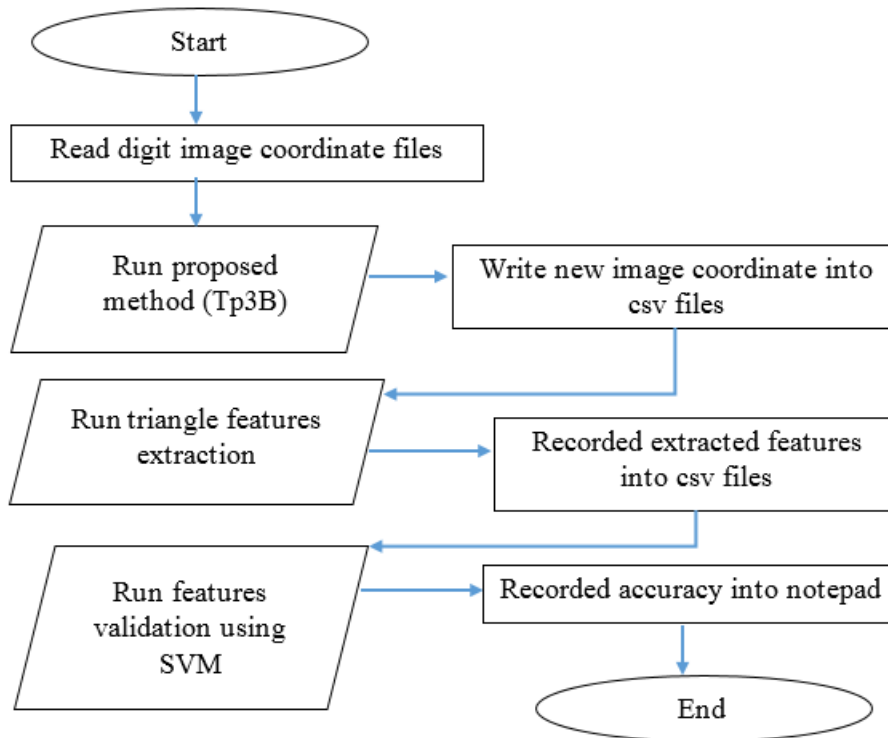 Start
Read digit image coordinate files
Run proposed
method (Tp3B)
Write new image coordinate into
csv files
Run triangle features
extraction
Recorded extracted features
into csv files
Run features
validation using
SVM
Recorded accuracy into notepad
End